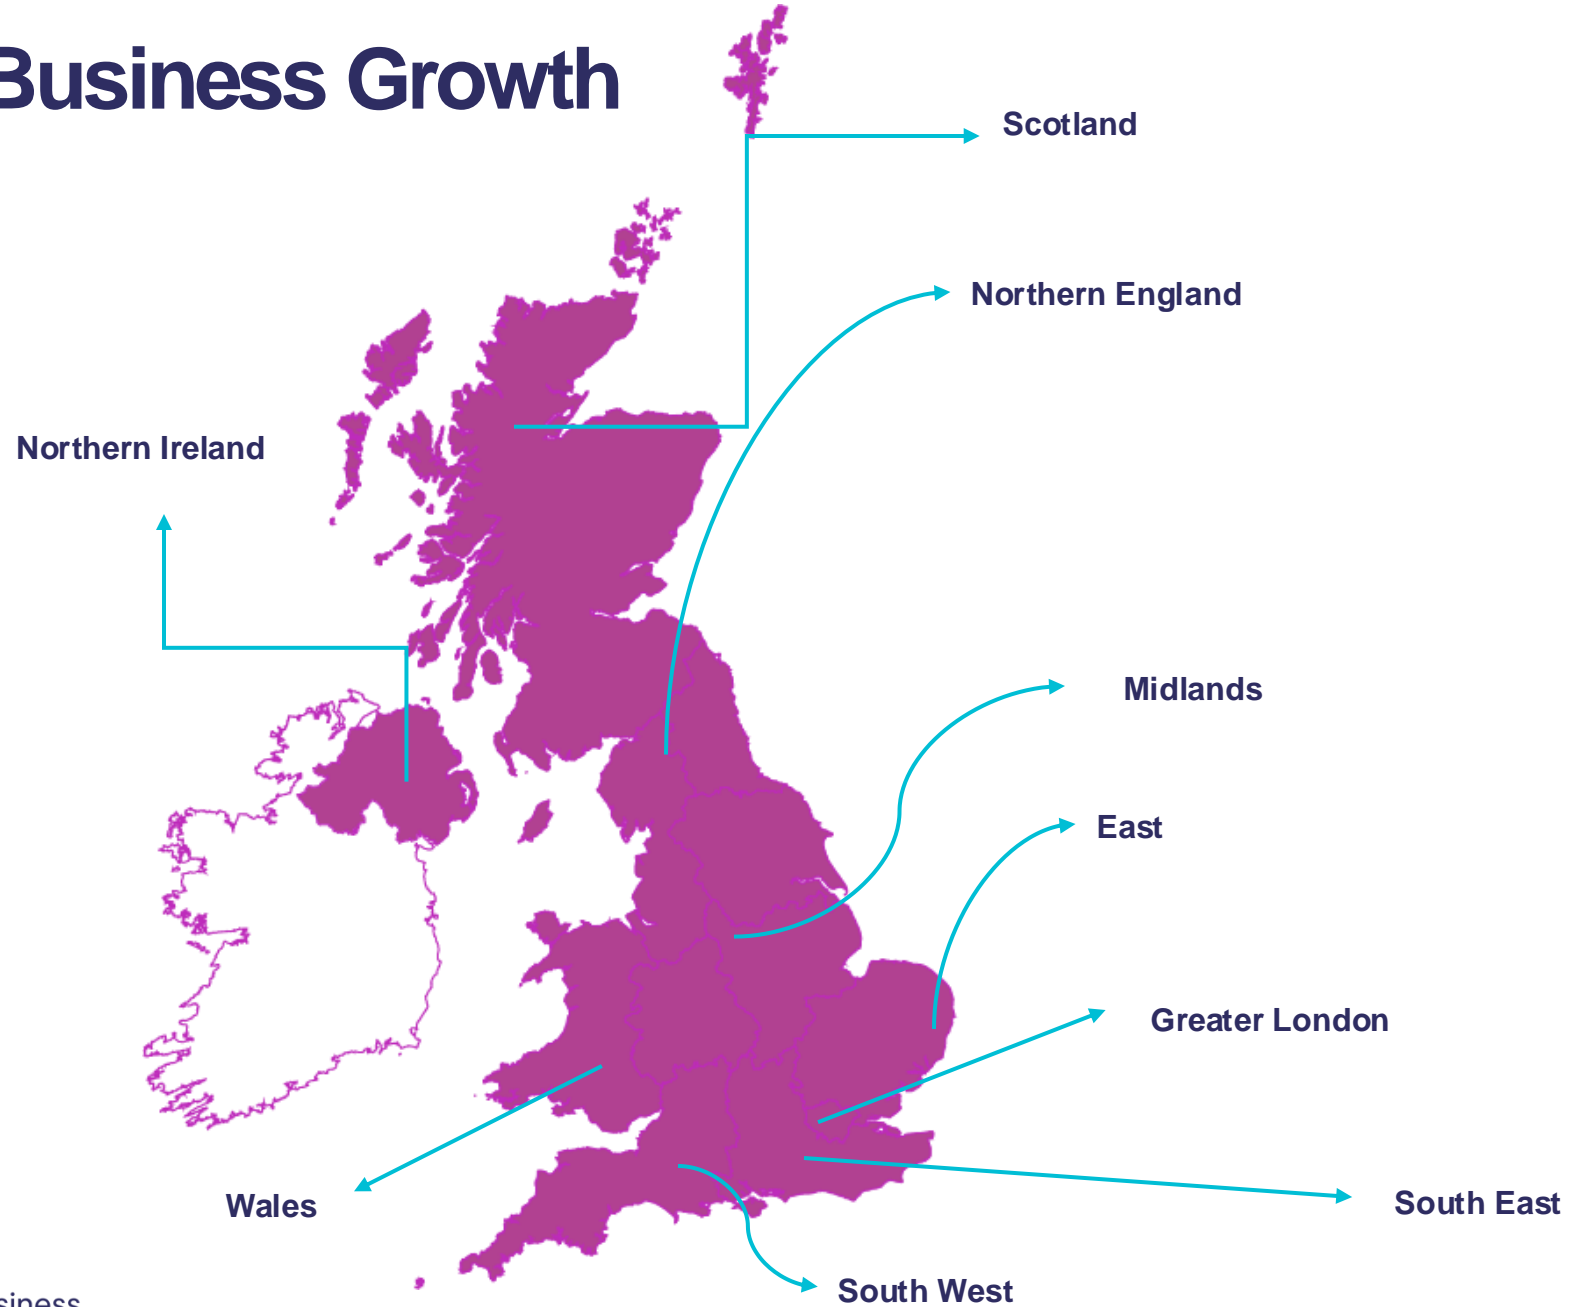 Business Growth
Scotland
Northern England
Northern Ireland
Midlands
East
Greater London
Wales
South East
South West